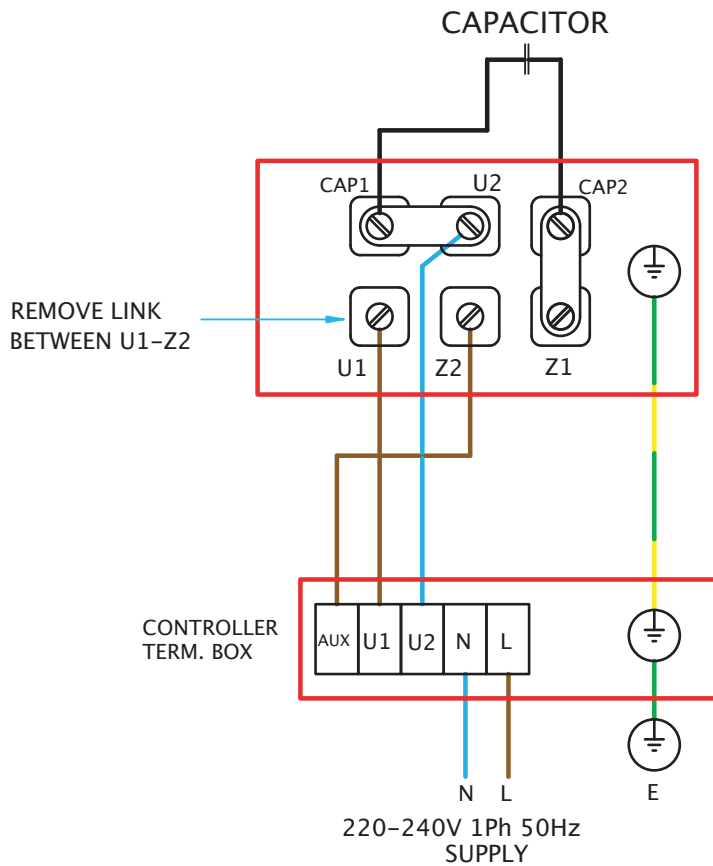 CAPACITOR
CAP1
U2
CAP2
REMOVE LINK
BETWEEN U1-Z2
U1
Z2
Z1
CONTROLLER
TERM. BOX
AUX
U1
U2
N
L
N
L
E
220-240V 1Ph 50Hz
SUPPLY